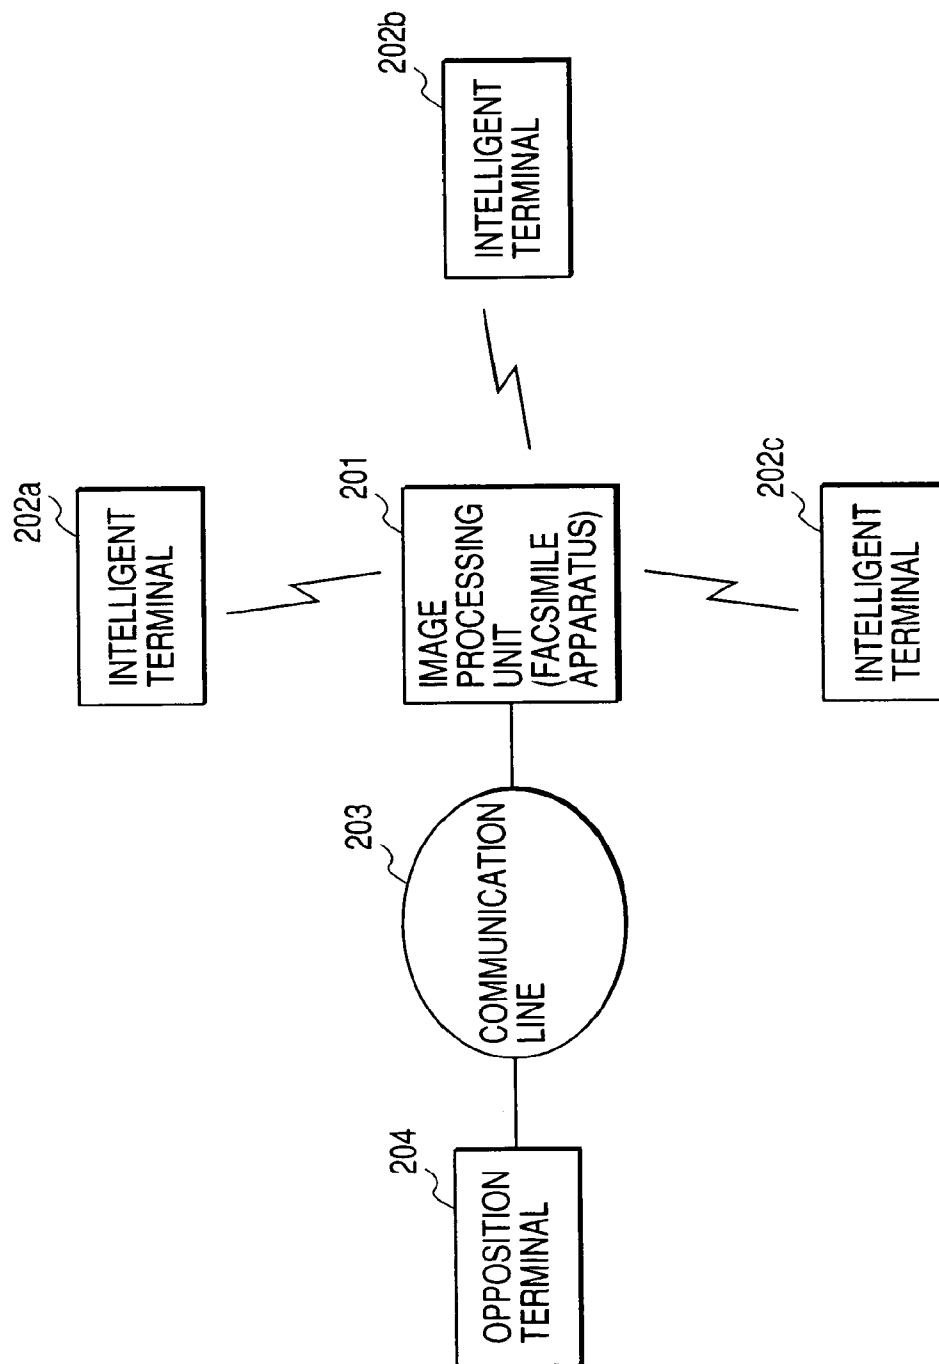 202a
INTELLIGENT
TERMINAL
204
OPPOSITION
TERMINAL
203
COMMUNICATION
LINE
201
IMAGE
PROCESSING
UNIT
(FACSIMILE
APPARATUS)
202b
INTELLIGENT
TERMINAL
202c
INTELLIGENT
TERMINAL